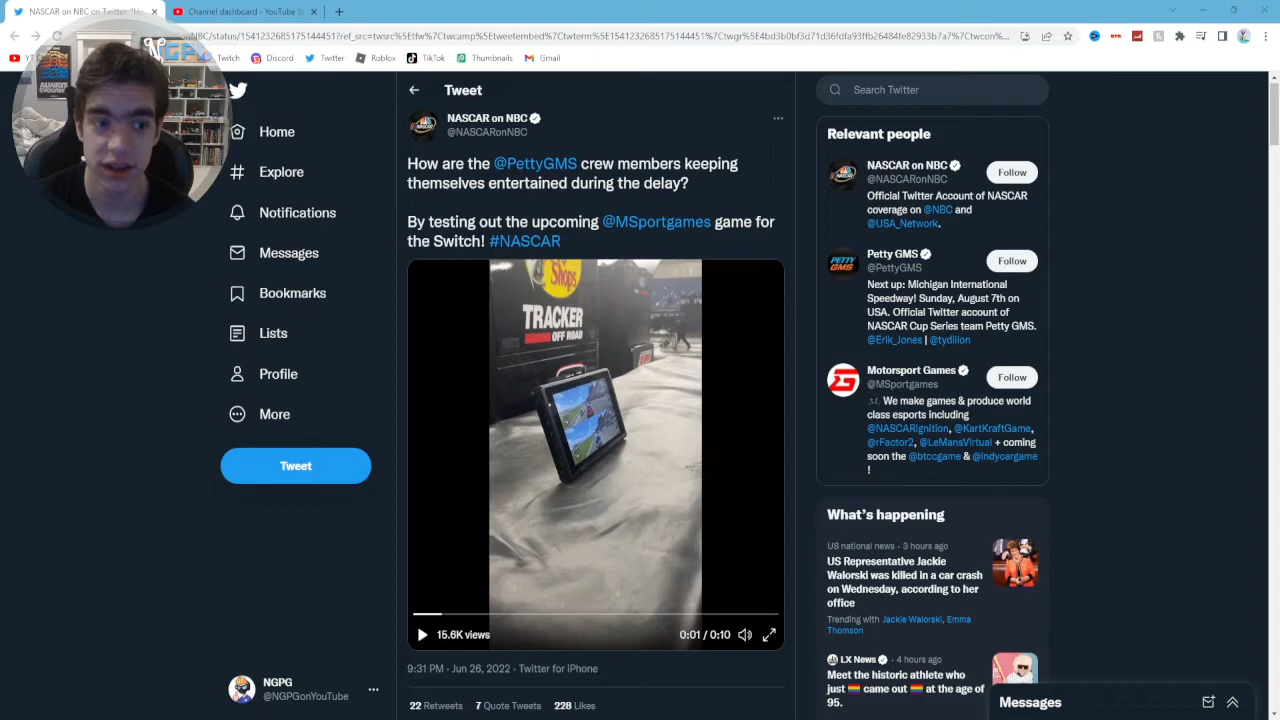 NASCAR on NBC on Twitter: "Ho
Channel dashboard - YouTube S
onNBC/status/1541232685175144451?ref_src=twsrc%5Etfw%7Ctwcamp%5Etweetembed%7Ctwterm%5E1541232685175144451%7Ctwgr%5E
Twitch
Discord
Twitter
Roblox
TikTok
Thumbnails
Gmail
ALWAYS
Home
Explore
Notifications
Messages
Bookmarks
Lists
Profile
More
Tweet
NGPG
@NGPGonYouTube
Tweet
NASCAR on NBC
@NASCARonNBC
How are the @PettyGMS crew members keeping
themselves entertained during the delay?
By testing out the upcoming @MSportgames game for
the Switch! #NASCAR
Shops
TRACKER
OFF ROAD
15.6K views
0:01 / 0:10
9:31 PM · Jun 26, 2022 · Twitter for iPhone
22 Retweets 7 Quote Tweets 228 Likes
Search Twitter
Relevant people
NASCAR on NBC
@NASCARonNBC
Follow
Official Twitter Account of NASCAR
coverage on @NBC and
@USA_Network.
Petty GMS
@PettyGMS
Follow
Next up: Michigan International
Speedway! Sunday, August 7th on
USA. Official Twitter account of
NASCAR Cup Series team Petty GMS.
@Erik_Jones | @tydillon
Motorsport Games
@MSportgames
Follow
We make games & produce world
class esports including
@NASCARignition, @KartKraftGame,
@rFactor2, @LeMansVirtual + coming
soon the @btccgame & @indycargame
!
What's happening
US national news · 3 hours ago
US Representative Jackie
Walorski was killed in a car crash
on Wednesday, according to her
office
Trending with Jackie Walorski, Emma
Thomson
LX News · 4 hours ago
Meet the historic athlete who
just 🏳️‍🌈 came out 🏳️‍🌈 at the age of
95.
Messages